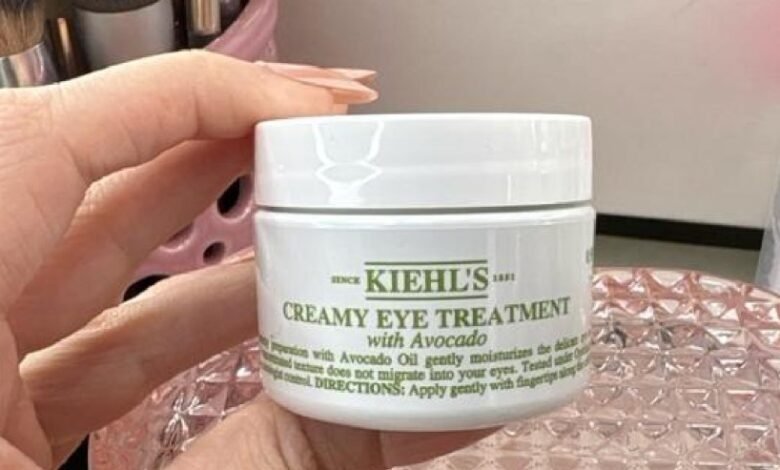 SINCE KIEHL'S 1851
CREAMY EYE TREATMENT
with Avocado
preparation with Avocado Oil gently moisturizes the delicate
texture does not migrate into your eyes. Tested under
control. DIRECTIONS: Apply gently with fingertips along